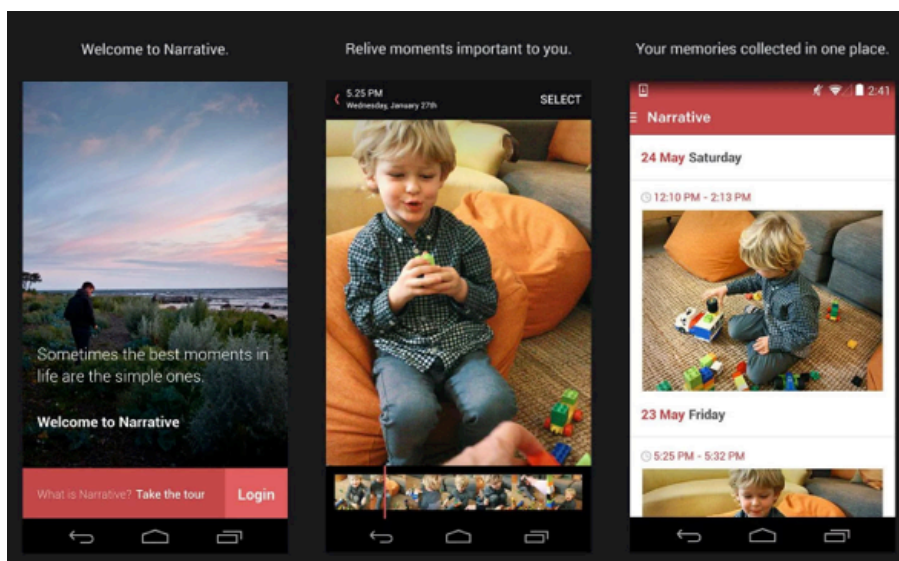 Welcome to Narrative.
Sometimes the best moments in
life are the simple ones.
Welcome to Narrative
What is Narrative? Take the tour
Login
Relive moments important to you.
5.25 PM
Wednesday, January 27th
SELECT
Your memories collected in one place.
2:41
Narrative
24 May Saturday
12:10 PM - 2:13 PM
23 May Friday
5:25 PM - 5:32 PM